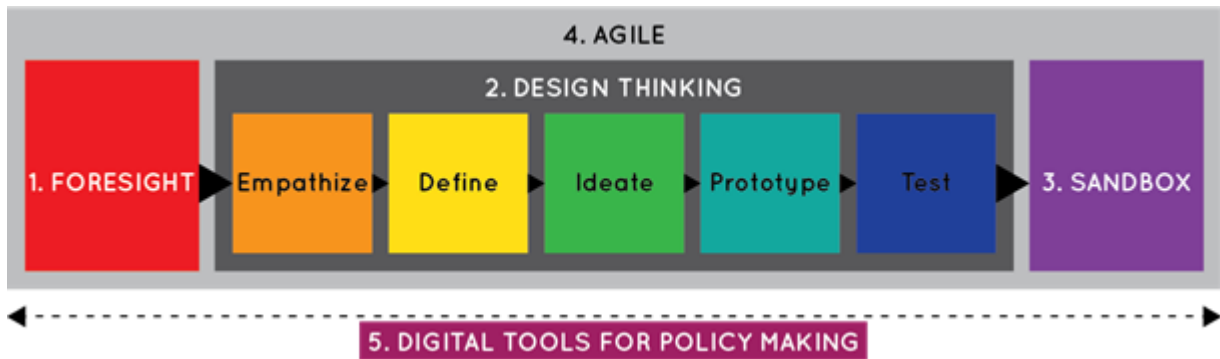 4. AGILE
2. DESIGN THINKING
1. FORESIGHT
Empathize
Define
Ideate
Prototype
Test
3. SANDBOX
5. DIGITAL TOOLS FOR POLICY MAKING